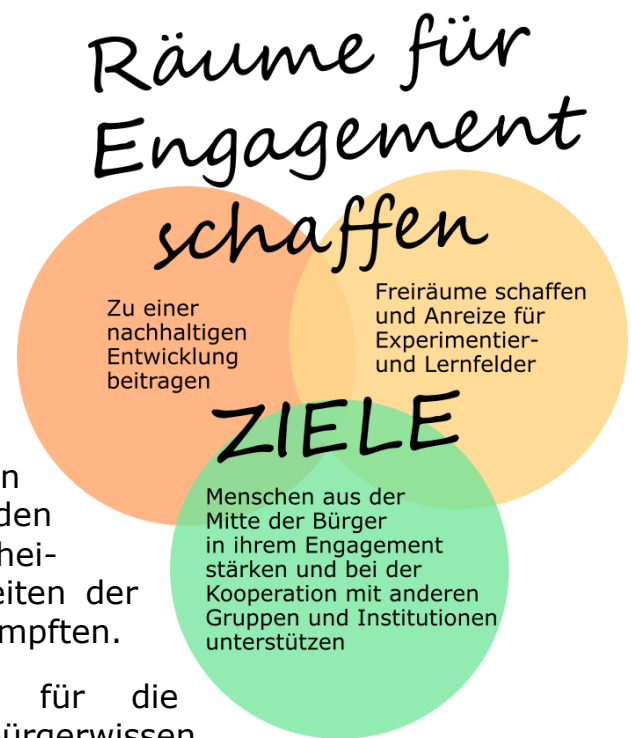 Räume für
Engagement
schaffen
Zu einer
nachhaltigen
Entwicklung
beitragen
Freiräume schaffen
und Anreize für
Experimentier-
und Lernfelder
ZIELE
Menschen aus der
Mitte der Bürger
in ihrem Engagement
stärken und bei der
Kooperation mit anderen
Gruppen und Institutionen
unterstützen
n
den
hei-
eiten der
mpften.
für die
ürgerwissen